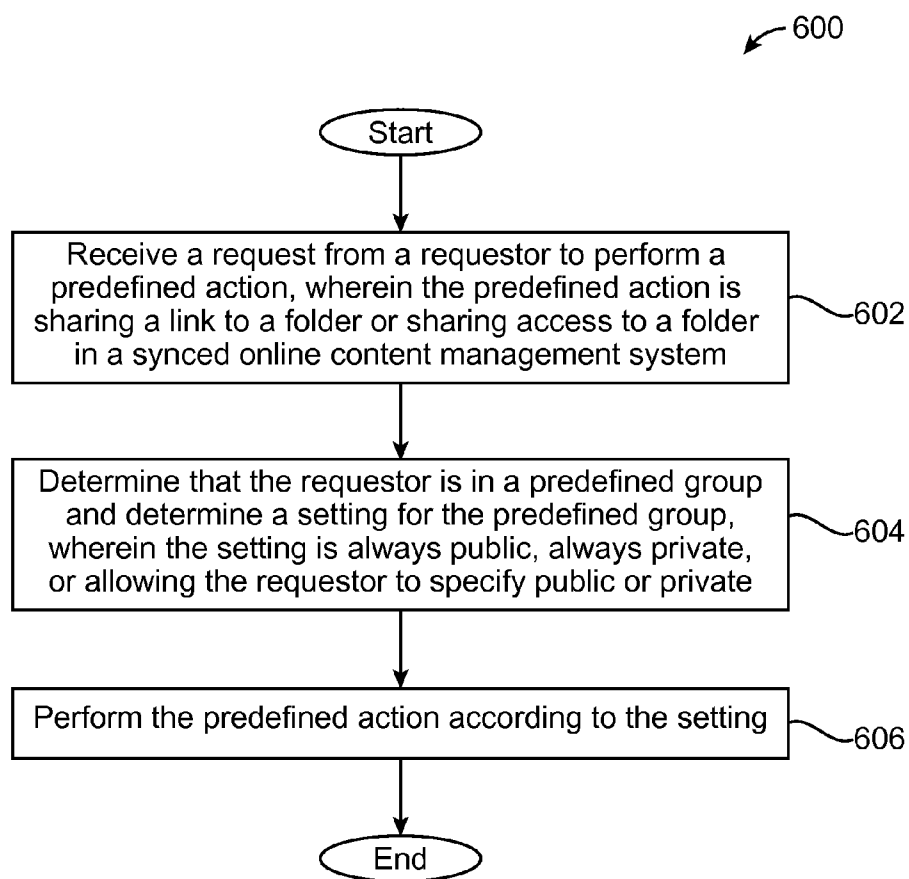 600
Start
Receive a request from a requestor to perform a
predefined action, wherein the predefined action is
sharing a link to a folder or sharing access to a folder
in a synced online content management system
602
Determine that the requestor is in a predefined group
and determine a setting for the predefined group,
wherein the setting is always public, always private,
or allowing the requestor to specify public or private
604
Perform the predefined action according to the setting
606
End